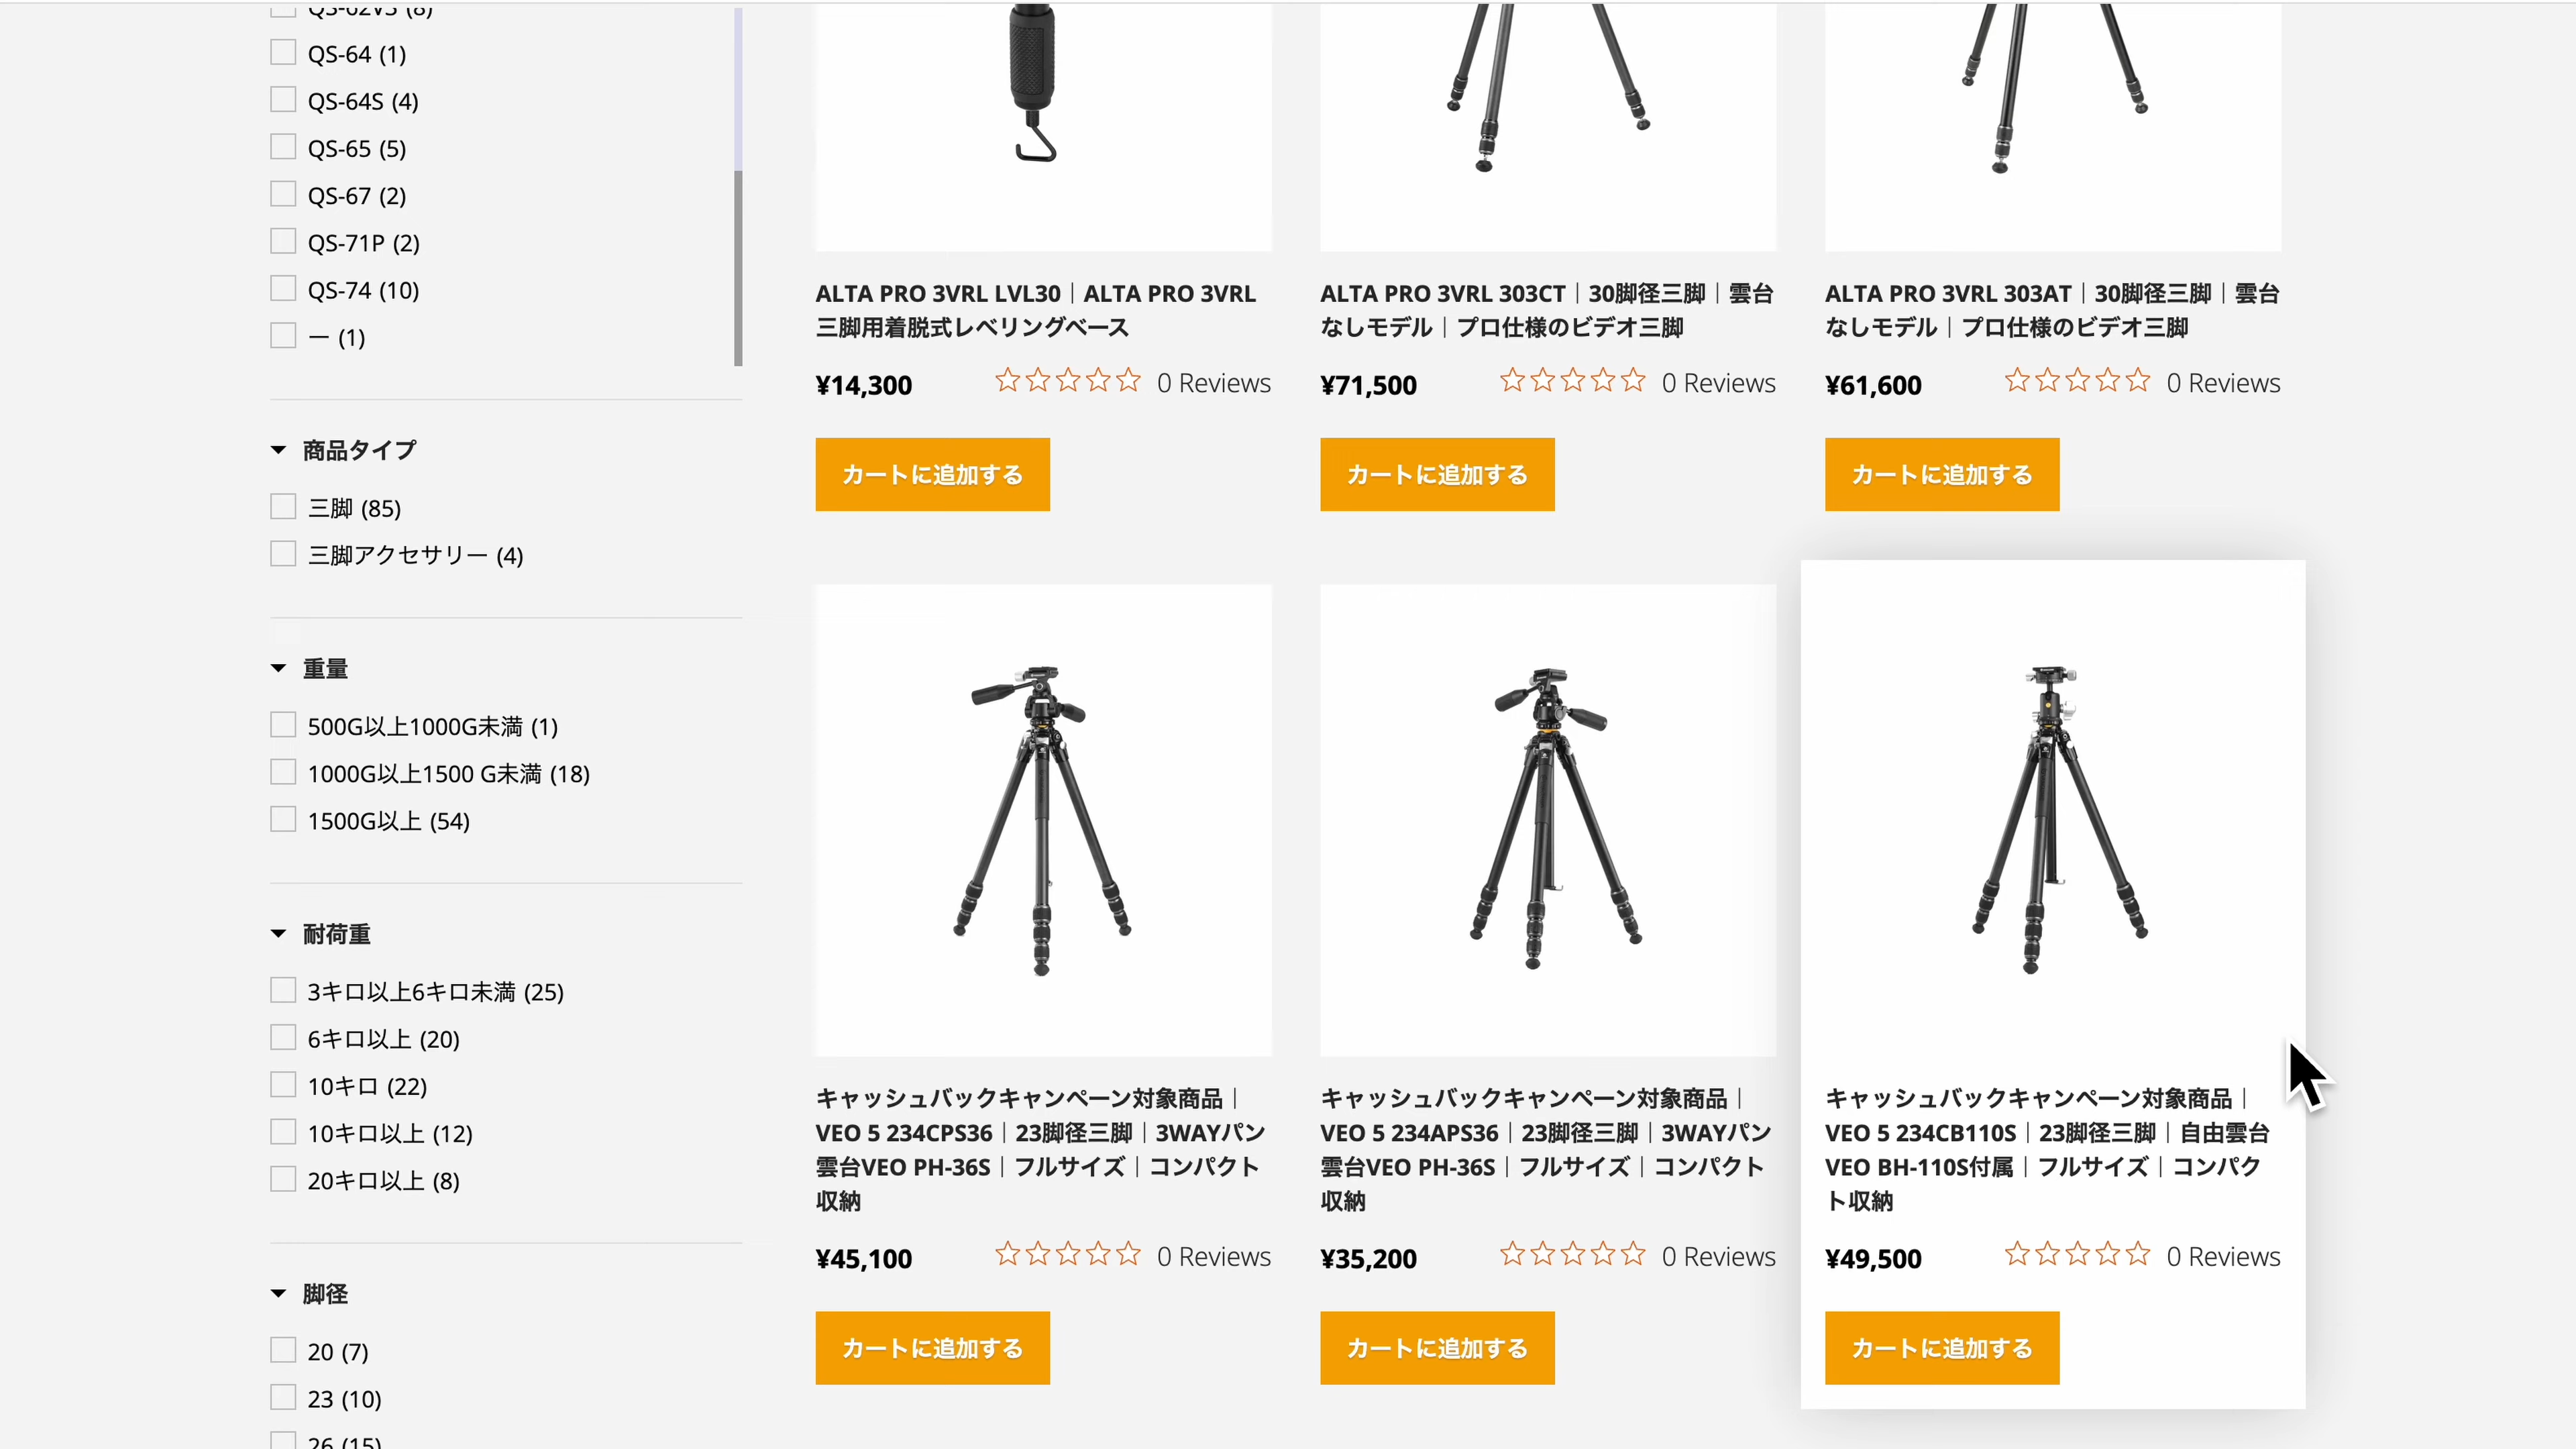 QS-62V3 (8)
QS-64 (1)
QS-64S (4)
QS-65 (5)
QS-67 (2)
QS-71P (2)
QS-74 (10)
ー (1)
商品タイプ
三脚 (85)
三脚アクセサリー (4)
重量
500G以上1000G未満 (1)
1000G以上1500 G未満 (18)
1500G以上 (54)
耐荷重
3キロ以上6キロ未満 (25)
6キロ以上 (20)
10キロ (22)
10キロ以上 (12)
20キロ以上 (8)
脚径
20 (7)
23 (10)
26 (15)
ALTA PRO 3VRL LVL30｜ALTA PRO 3VRL
三脚用着脱式レベリングベース
¥14,300 0 Reviews
カートに追加する
ALTA PRO 3VRL 303CT｜30脚径三脚｜雲台
なしモデル｜プロ仕様のビデオ三脚
¥71,500 0 Reviews
カートに追加する
ALTA PRO 3VRL 303AT｜30脚径三脚｜雲台
なしモデル｜プロ仕様のビデオ三脚
¥61,600 0 Reviews
カートに追加する
キャッシュバックキャンペーン対象商品｜
VEO 5 234CPS36｜23脚径三脚｜3WAYパン
雲台VEO PH-36S｜フルサイズ｜コンパクト
収納
¥45,100 0 Reviews
カートに追加する
キャッシュバックキャンペーン対象商品｜
VEO 5 234APS36｜23脚径三脚｜3WAYパン
雲台VEO PH-36S｜フルサイズ｜コンパクト
収納
¥35,200 0 Reviews
カートに追加する
キャッシュバックキャンペーン対象商品｜
VEO 5 234CB110S｜23脚径三脚｜自由雲台
VEO BH-110S付属｜フルサイズ｜コンパク
ト収納
¥49,500 0 Reviews
カートに追加する